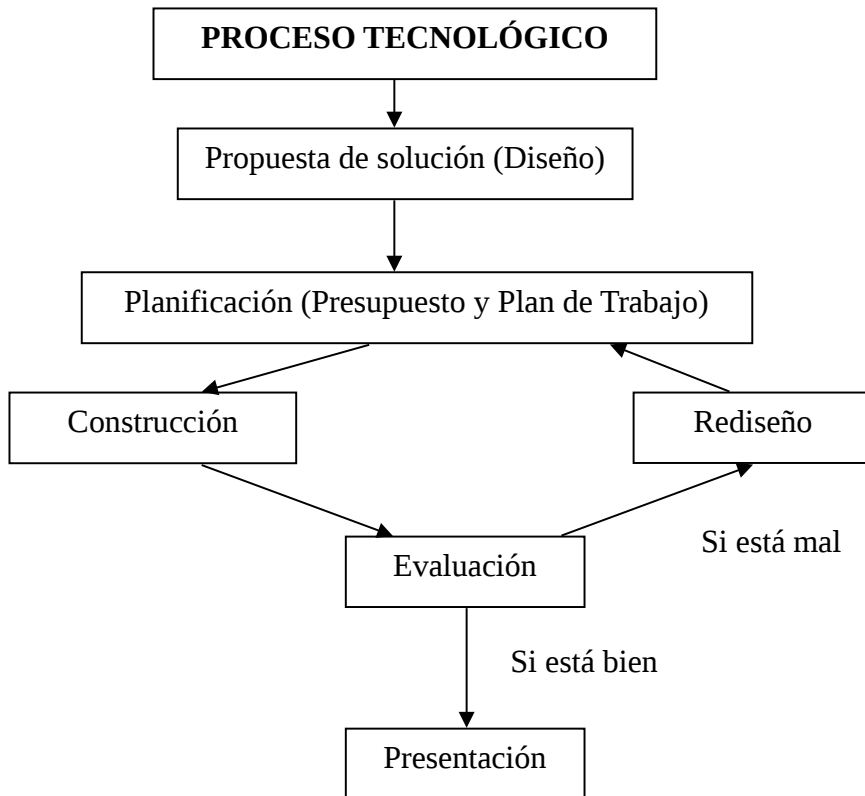 PROCESO TECNOLÓGICO
Propuesta de solución (Diseño)
Planificación (Presupuesto y Plan de Trabajo)
Construcción
Rediseño
Si está mal
Evaluación
Si está bien
Presentación